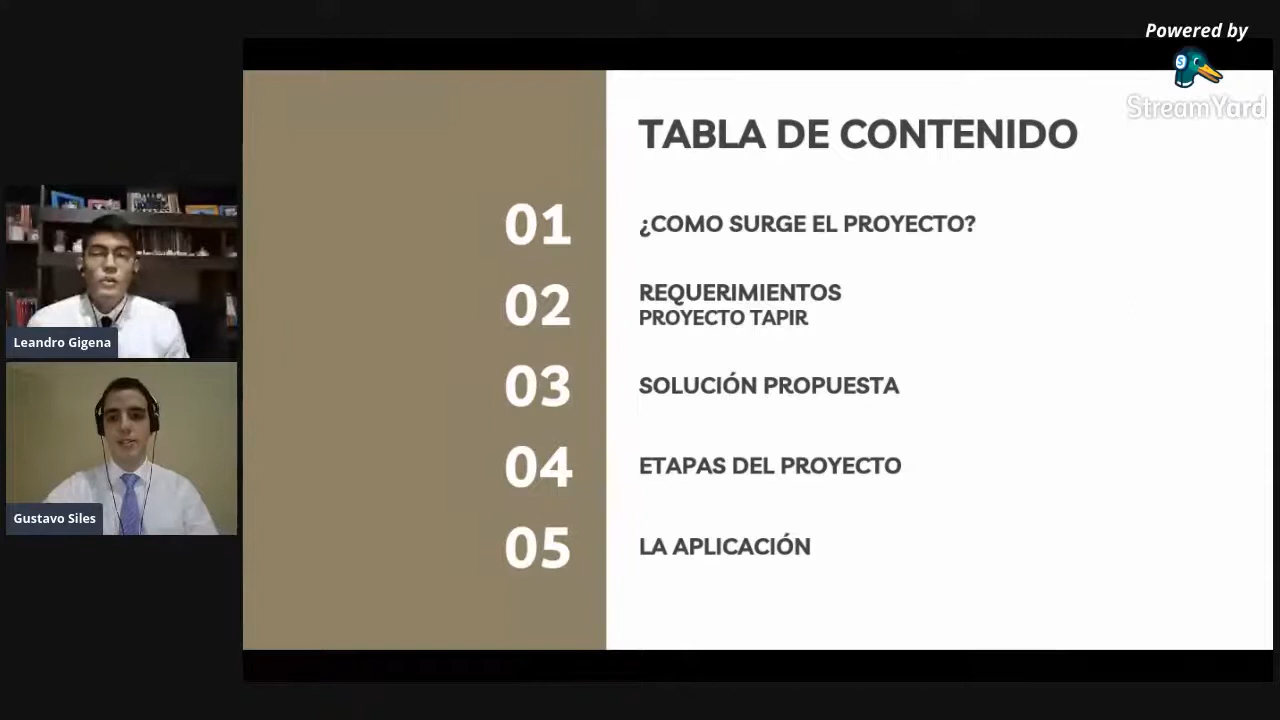 Powered by
StreamYard
TABLA DE CONTENIDO
01 ¿COMO SURGE EL PROYECTO?
02 REQUERIMIENTOS
PROYECTO TAPIR
03 SOLUCIÓN PROPUESTA
04 ETAPAS DEL PROYECTO
05 LA APLICACIÓN
Leandro Gigena
Gustavo Siles